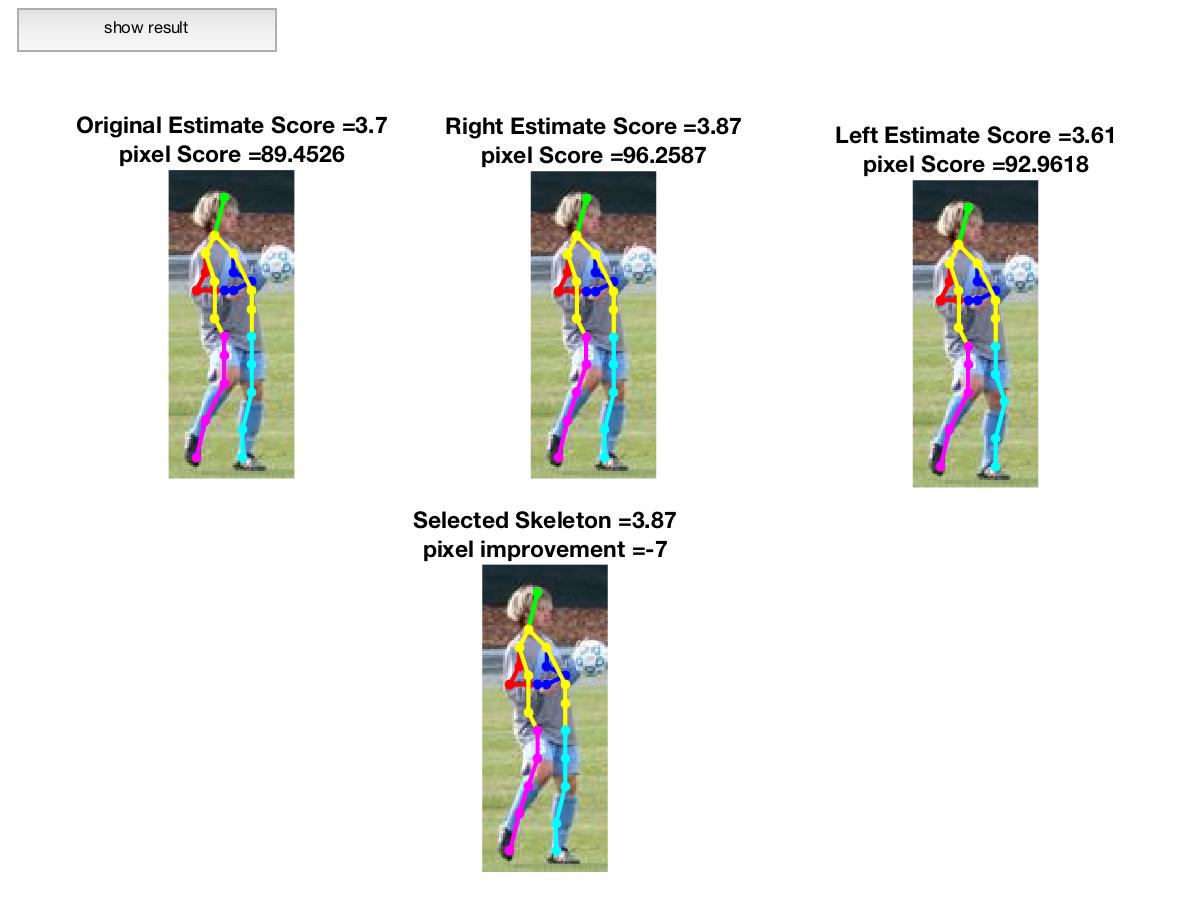 show result
Original Estimate Score =3.7
pixel Score =89.4526
Right Estimate Score =3.87
pixel Score =96.2587
Left Estimate Score =3.61
pixel Score =92.9618
Selected Skeleton =3.87
pixel improvement =-7